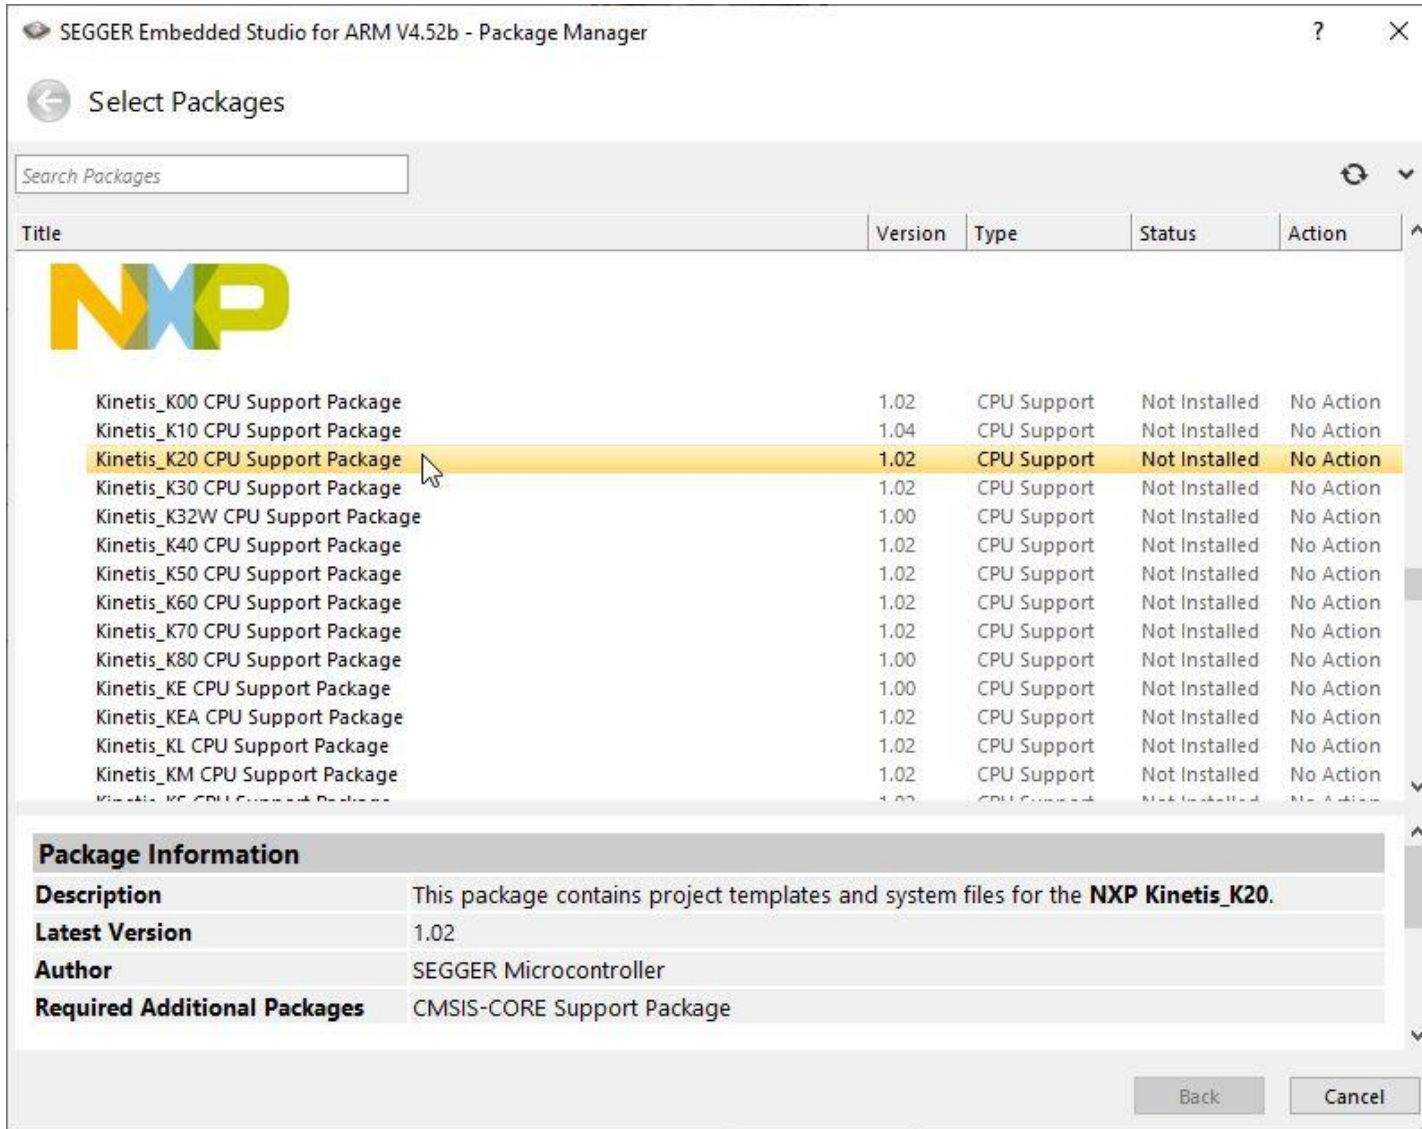 SEGGER Embedded Studio for ARM V4.52b - Package Manager ?
Select Packages
Search Packages
Title Version Type Status Action
NXP
Kinetis_K00 CPU Support Package 1.02 CPU Support Not Installed No Action
Kinetis_K10 CPU Support Package 1.04 CPU Support Not Installed No Action
Kinetis_K20 CPU Support Package 1.02 CPU Support Not Installed No Action
Kinetis_K30 CPU Support Package 1.02 CPU Support Not Installed No Action
Kinetis_K32W CPU Support Package 1.00 CPU Support Not Installed No Action
Kinetis_K40 CPU Support Package 1.02 CPU Support Not Installed No Action
Kinetis_K50 CPU Support Package 1.02 CPU Support Not Installed No Action
Kinetis_K60 CPU Support Package 1.02 CPU Support Not Installed No Action
Kinetis_K70 CPU Support Package 1.02 CPU Support Not Installed No Action
Kinetis_K80 CPU Support Package 1.00 CPU Support Not Installed No Action
Kinetis_KE CPU Support Package 1.00 CPU Support Not Installed No Action
Kinetis_KEA CPU Support Package 1.02 CPU Support Not Installed No Action
Kinetis_KL CPU Support Package 1.02 CPU Support Not Installed No Action
Kinetis_KM CPU Support Package 1.02 CPU Support Not Installed No Action
Package Information
Description This package contains project templates and system files for the NXP Kinetis_K20.
Latest Version 1.02
Author SEGGER Microcontroller
Required Additional Packages CMSIS-CORE Support Package
Back Cancel